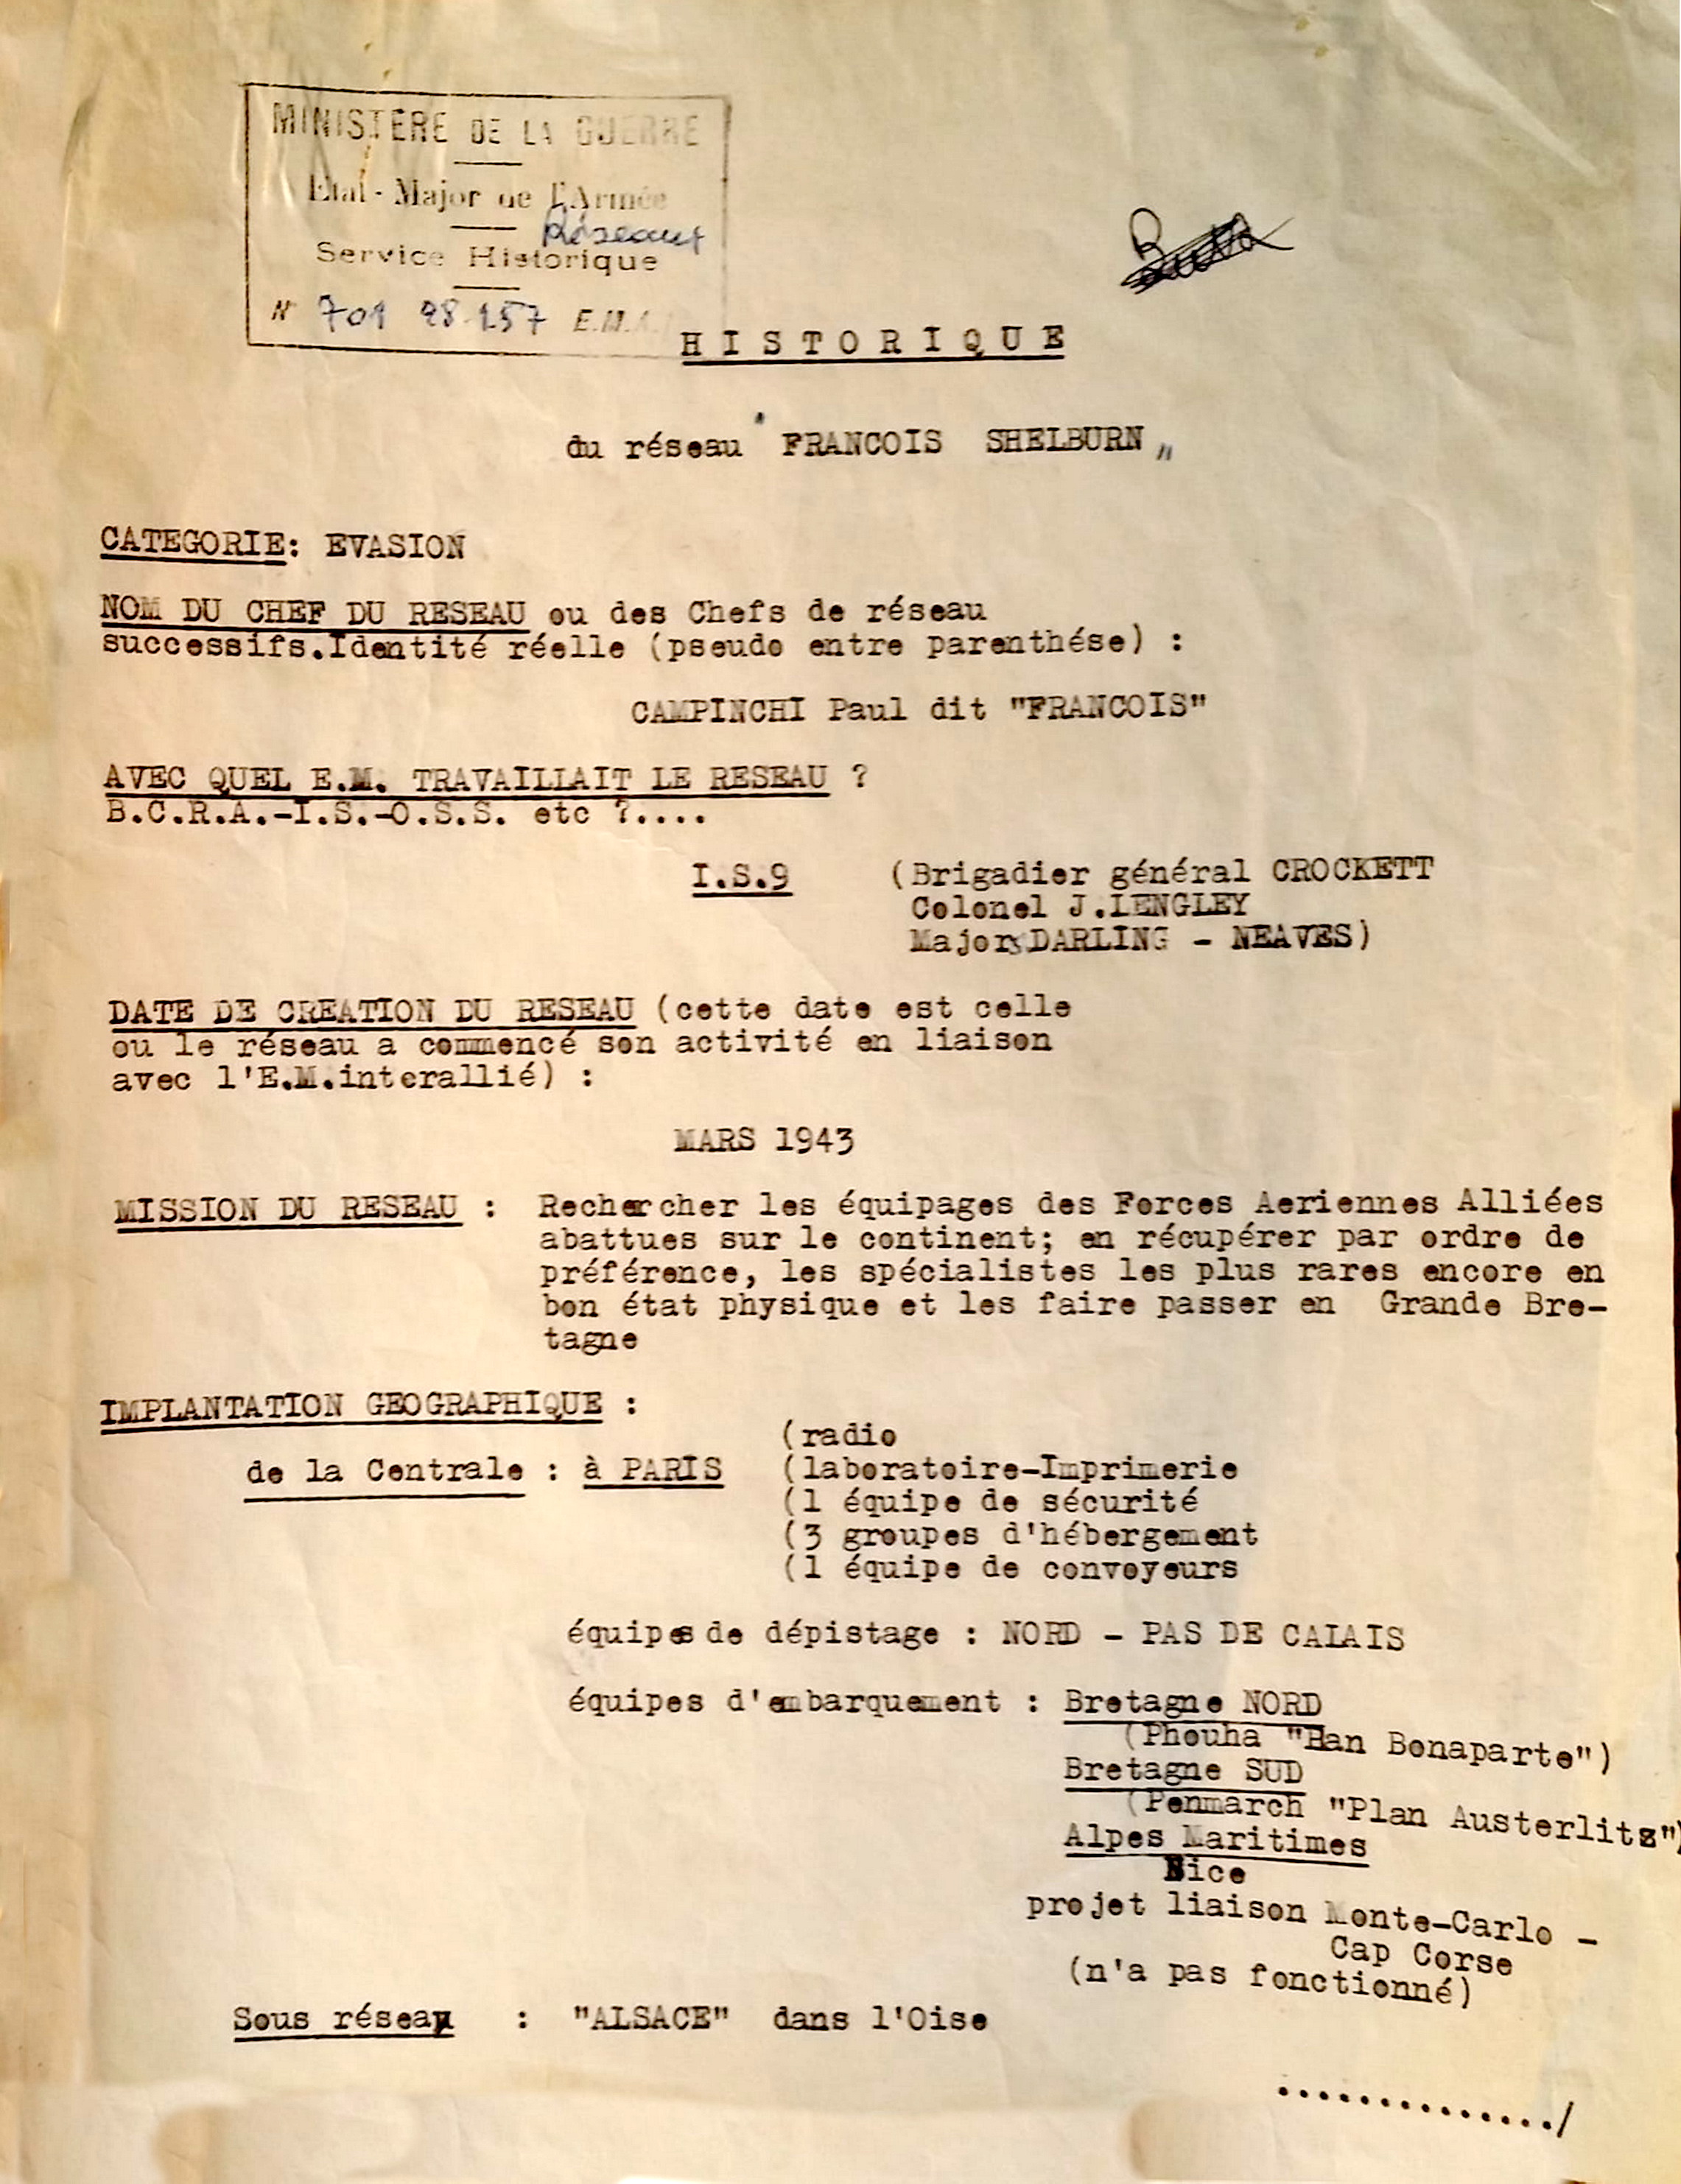 MINISTERE DE LA GUERRE
Etat-Major de l'Armée
Réseaux
Service Historique
N° 701 28.157 E.M.A.
HISTORIQUE
du réseau " FRANCOIS SHELBURN "
CATEGORIE: EVASION
NOM DU CHEF DU RESEAU ou des Chefs de réseau
successifs.Identité réelle (pseudo entre parenthése) :
CAMPINCHI Paul dit "FRANCOIS"
AVEC QUEL E.M. TRAVAILLAIT LE RESEAU ?
B.C.R.A.-I.S.-O.S.S. etc ?....
I.S.9 (Brigadier général CROCKETT
Colonel J.LENGLEY
Majors DARLING - NEAVES)
DATE DE CREATION DU RESEAU (cette date est celle
ou le réseau a commencé son activité en liaison
avec l'E.M.interallié) :
MARS 1943
MISSION DU RESEAU : Rechercher les équipages des Forces Aeriennes Alliées
abattues sur le continent; en récupérer par ordre de
préférence, les spécialistes les plus rares encore en
bon état physique et les faire passer en Grande Bre-
tagne
IMPLANTATION GEOGRAPHIQUE :
(radio
de la Centrale : à PARIS (laboratoire-Imprimerie
(1 équipe de sécurité
(3 groupes d'hébergement
(1 équipe de convoyeurs
équipes de dépistage : NORD - PAS DE CALAIS
équipes d'embarquement : Bretagne NORD
(Phouha "Plan Bonaparte")
Bretagne SUD
(Penmarch "Plan Austerlitz")
Alpes Maritimes
Nice
projet liaison Monte-Carlo -
Cap Corse
(n'a pas fonctionné)
Sous réseau : "ALSACE" dans l'Oise
............../